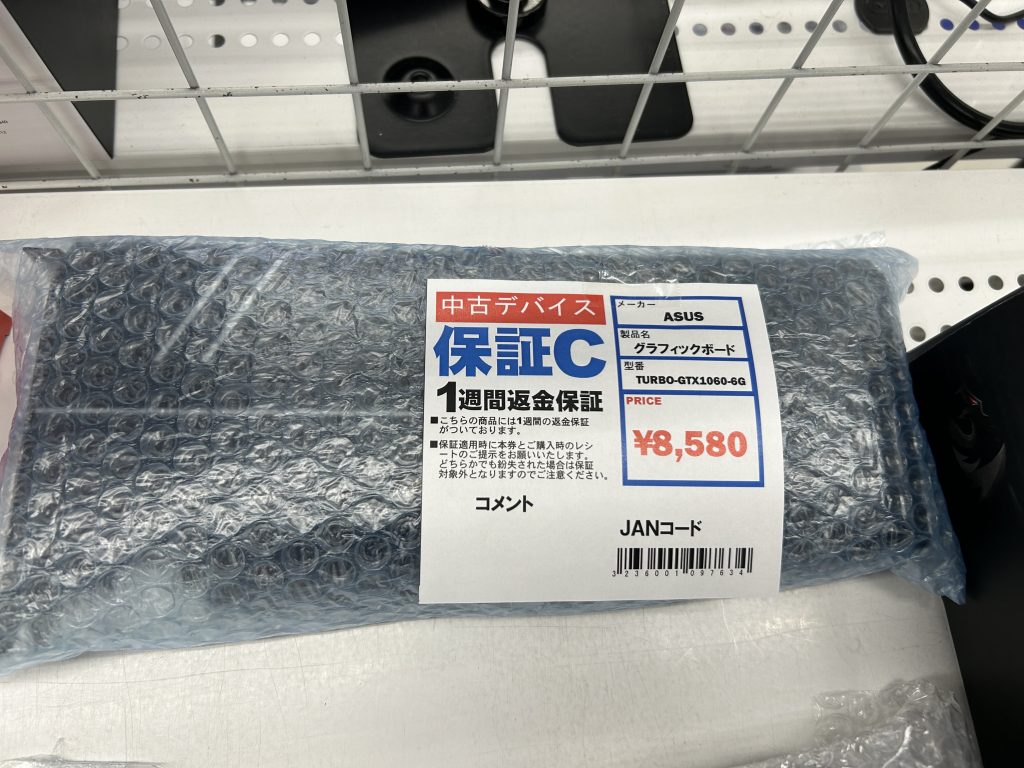 中古デバイス
保証C
1週間返金保証
■こちらの商品には1週間の返金保証
がついております。
■保証適用時に本券とご購入時のレシ
ートのご提示をお願いいたします。
どちらかでも紛失された場合は保証
対象外となりますのでご注意ください。
コメント
メーカー
ASUS
製品名
グラフィックボード
型番
TURBO-GTX1060-6G
PRICE
¥8,580
JANコード
3236001097634